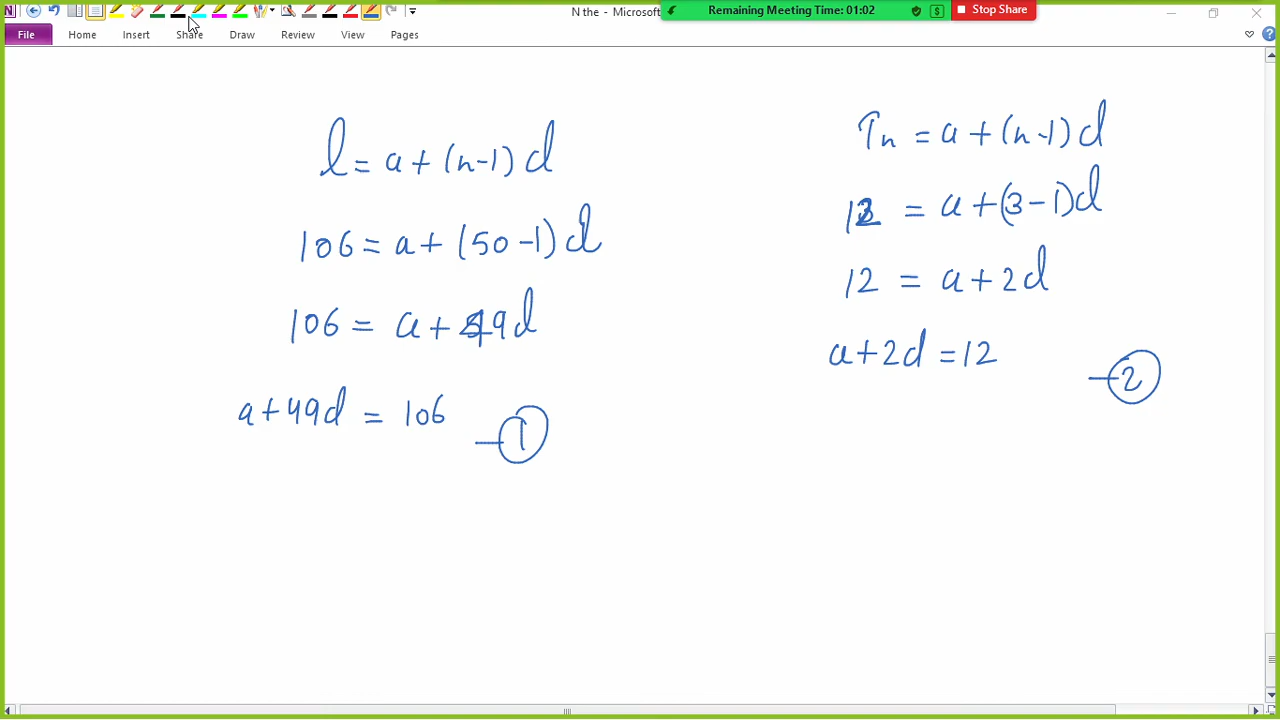 N the - Microsoft
Remaining Meeting Time: 01:02
Stop Share
File Home Insert Share Draw Review View Pages
l = a + (n-1) d
106 = a + (50-1) d
106 = a + 49d
a + 49d = 106 —①
Tn = a + (n-1) d
12 = a + (3-1)d
12 = a + 2d
a + 2d = 12 —②